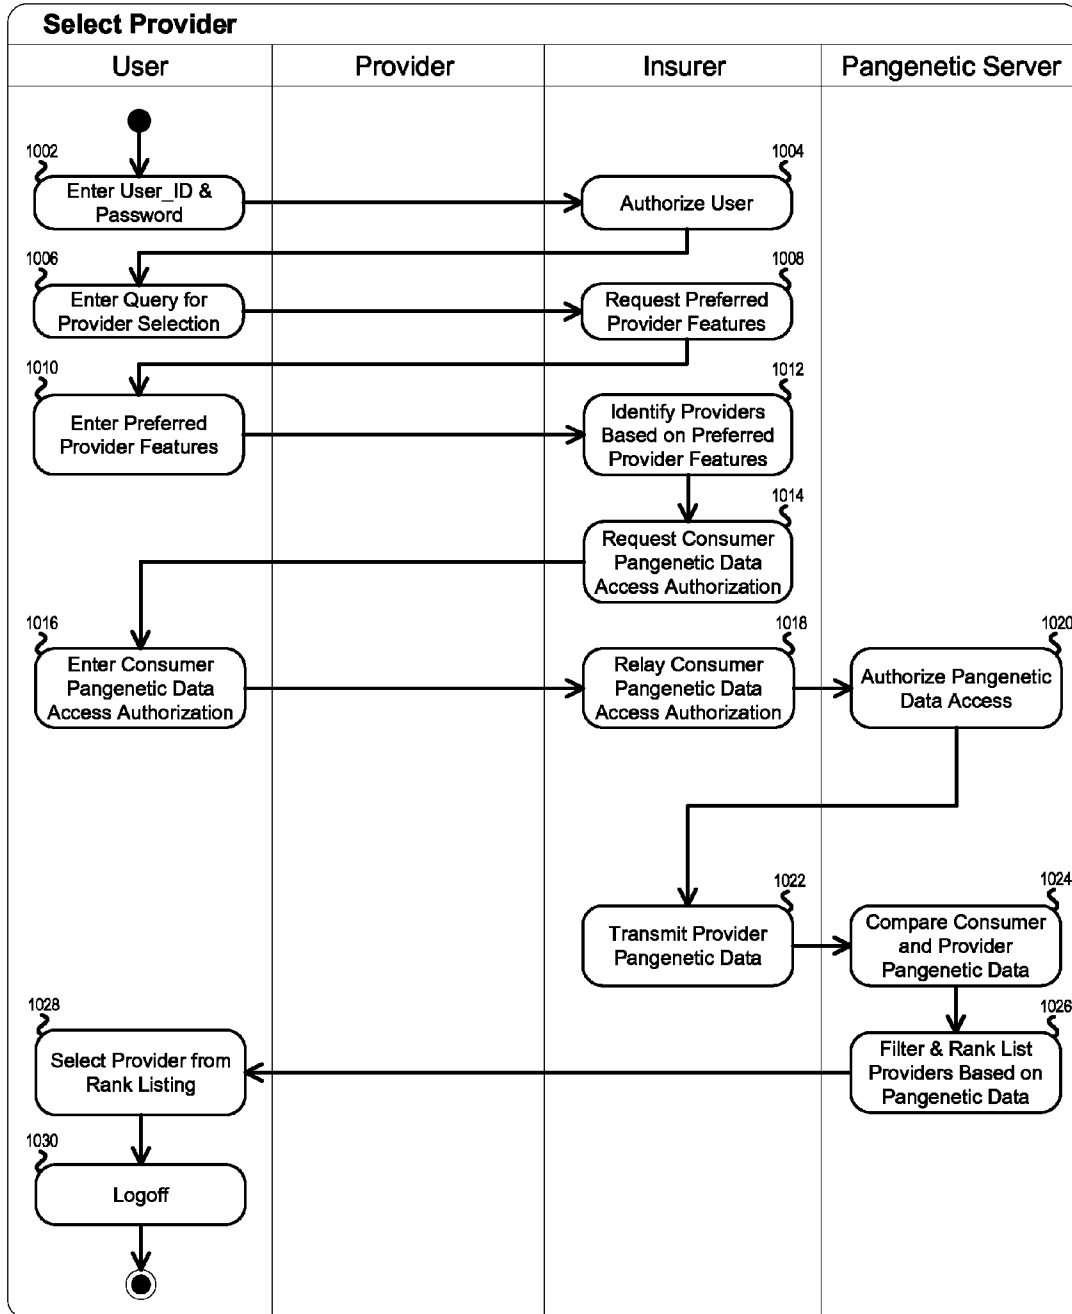 Select Provider
User
Provider
Insurer
Pangenetic Server
1002
Enter User_ID &
Password
1004
Authorize User
1006
Enter Query for
Provider Selection
1008
Request Preferred
Provider Features
1010
Enter Preferred
Provider Features
1012
Identify Providers
Based on Preferred
Provider Features
1014
Request Consumer
Pangenetic Data
Access Authorization
1016
Enter Consumer
Pangenetic Data
Access Authorization
1018
Relay Consumer
Pangenetic Data
Access Authorization
1020
Authorize Pangenetic
Data Access
1022
Transmit Provider
Pangenetic Data
1024
Compare Consumer
and Provider
Pangenetic Data
1026
Filter & Rank List
Providers Based on
Pangenetic Data
1028
Select Provider from
Rank Listing
1030
Logoff